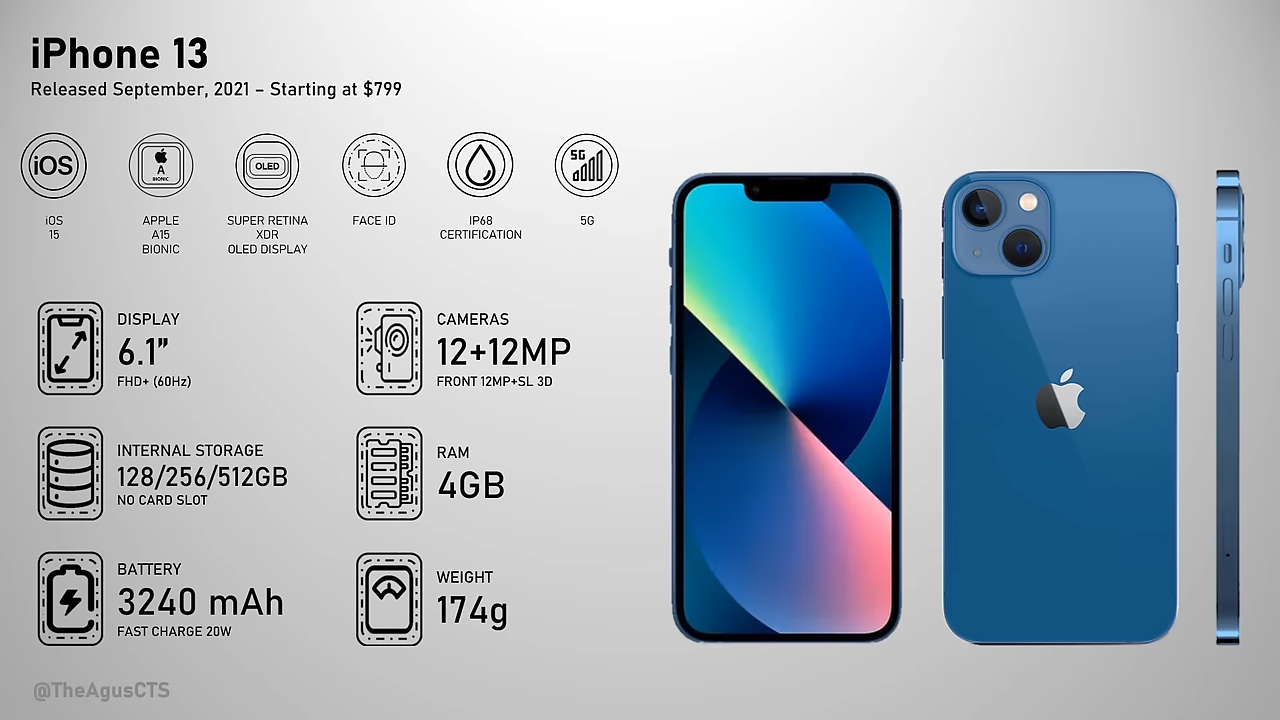 iPhone 13
Released September, 2021 – Starting at $799
iOS
A
BIONIC
OLED
5G
iOS
15
APPLE
A15
BIONIC
SUPER RETINA
XDR
OLED DISPLAY
FACE ID
IP68
CERTIFICATION
5G
DISPLAY
6.1”
FHD+ (60Hz)
CAMERAS
12+12MP
FRONT 12MP+SL 3D
INTERNAL STORAGE
128/256/512GB
NO CARD SLOT
RAM
4GB
BATTERY
3240 mAh
FAST CHARGE 20W
WEIGHT
174g
@TheAgusCTS